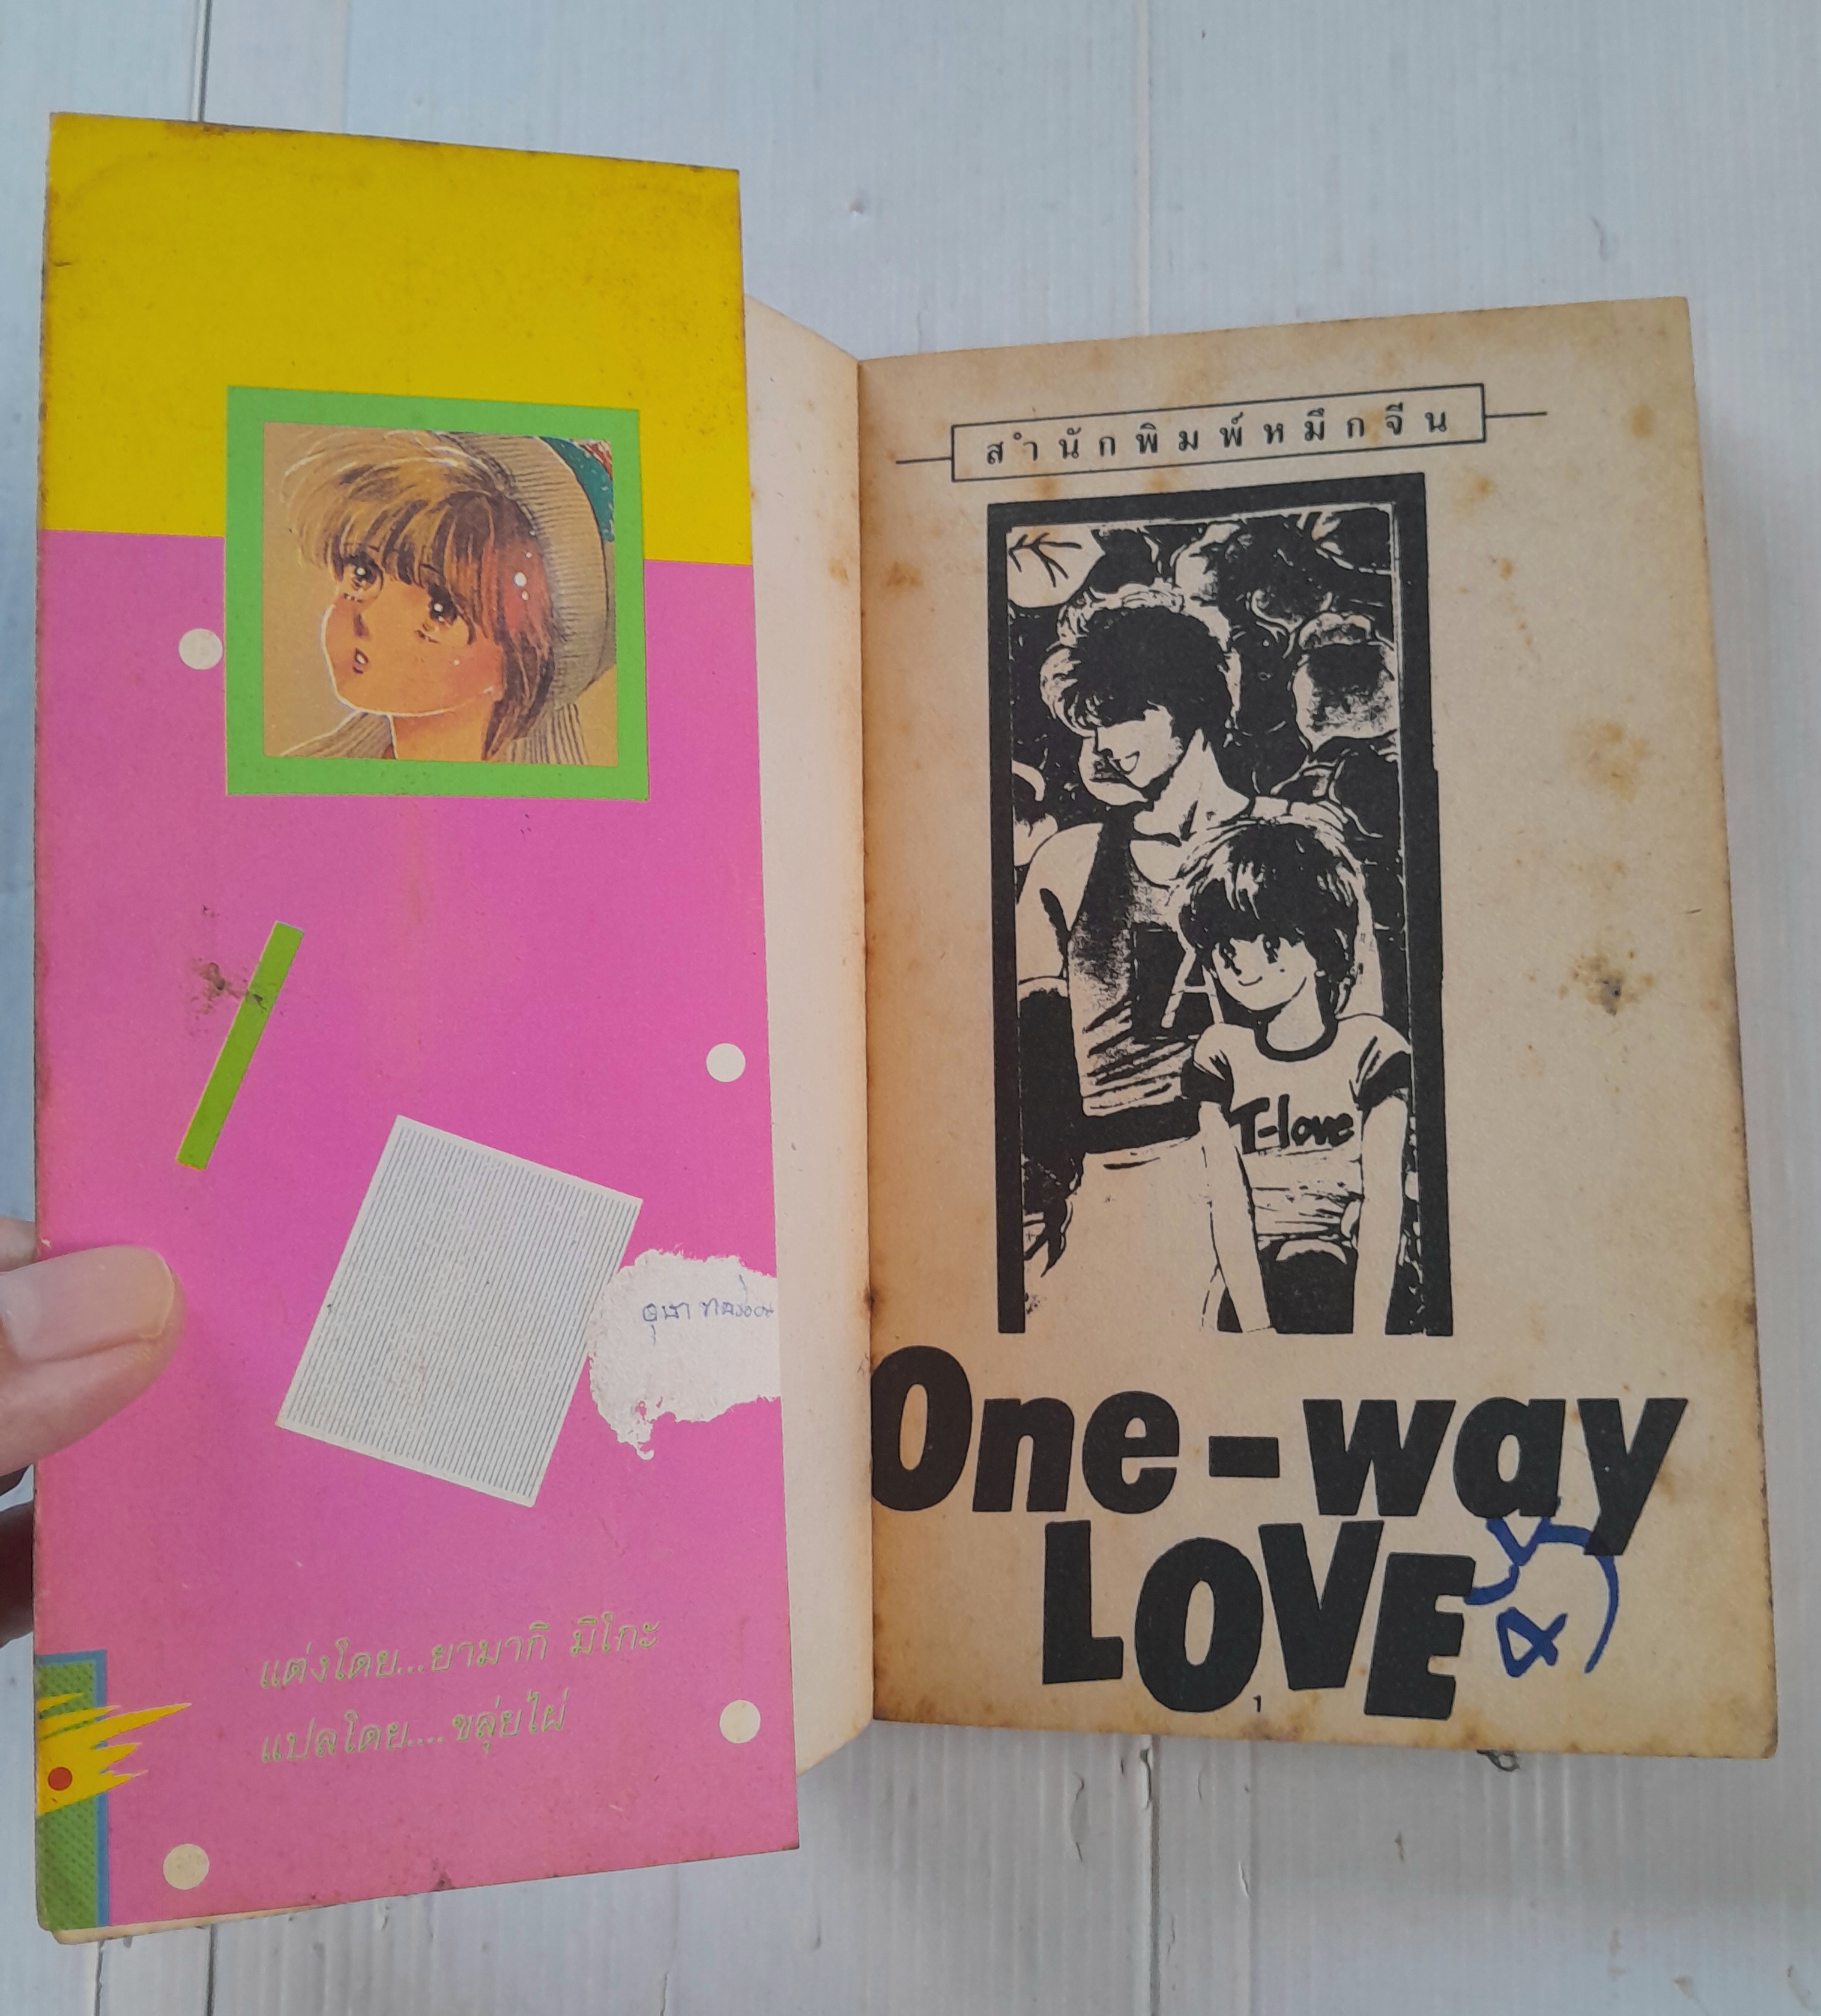 แต่งโดย...ยามากิ มีโกะ
แปลโดย....ขลุ่ยไผ่
สำนักพิมพ์หมึกจีน
T-love
One-way
LOVE
1